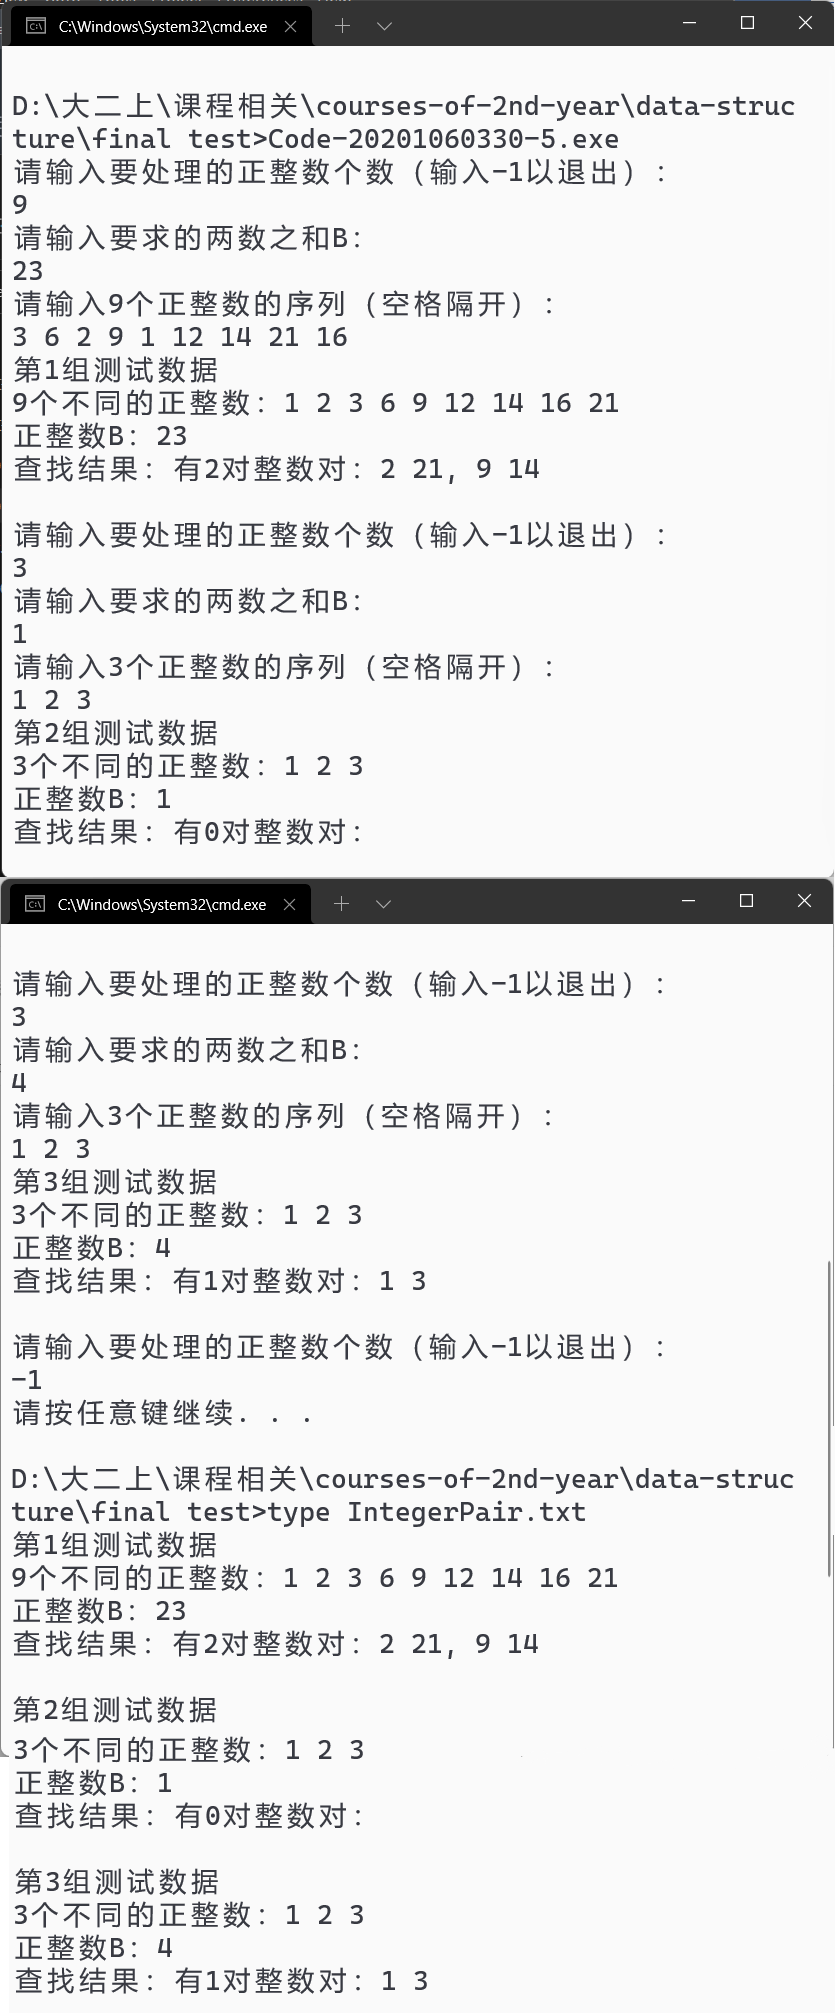 C:\Windows\System32\cmd.exe
D:\大二上\课程相关\courses-of-2nd-year\data-struc
ture\final test>Code-20201060330-5.exe
请输入要处理的正整数个数（输入-1以退出）：
9
请输入要求的两数之和B：
23
请输入9个正整数的序列（空格隔开）：
3 6 2 9 1 12 14 21 16
第1组测试数据
9个不同的正整数：1 2 3 6 9 12 14 16 21
正整数B：23
查找结果：有2对整数对：2 21, 9 14
请输入要处理的正整数个数（输入-1以退出）：
3
请输入要求的两数之和B：
1
请输入3个正整数的序列（空格隔开）：
1 2 3
第2组测试数据
3个不同的正整数：1 2 3
正整数B：1
查找结果：有0对整数对：
C:\Windows\System32\cmd.exe
请输入要处理的正整数个数（输入-1以退出）：
3
请输入要求的两数之和B：
4
请输入3个正整数的序列（空格隔开）：
1 2 3
第3组测试数据
3个不同的正整数：1 2 3
正整数B：4
查找结果：有1对整数对：1 3
请输入要处理的正整数个数（输入-1以退出）：
-1
请按任意键继续. . .
D:\大二上\课程相关\courses-of-2nd-year\data-struc
ture\final test>type IntegerPair.txt
第1组测试数据
9个不同的正整数：1 2 3 6 9 12 14 16 21
正整数B：23
查找结果：有2对整数对：2 21, 9 14
第2组测试数据
3个不同的正整数：1 2 3
正整数B：1
查找结果：有0对整数对：
第3组测试数据
3个不同的正整数：1 2 3
正整数B：4
查找结果：有1对整数对：1 3